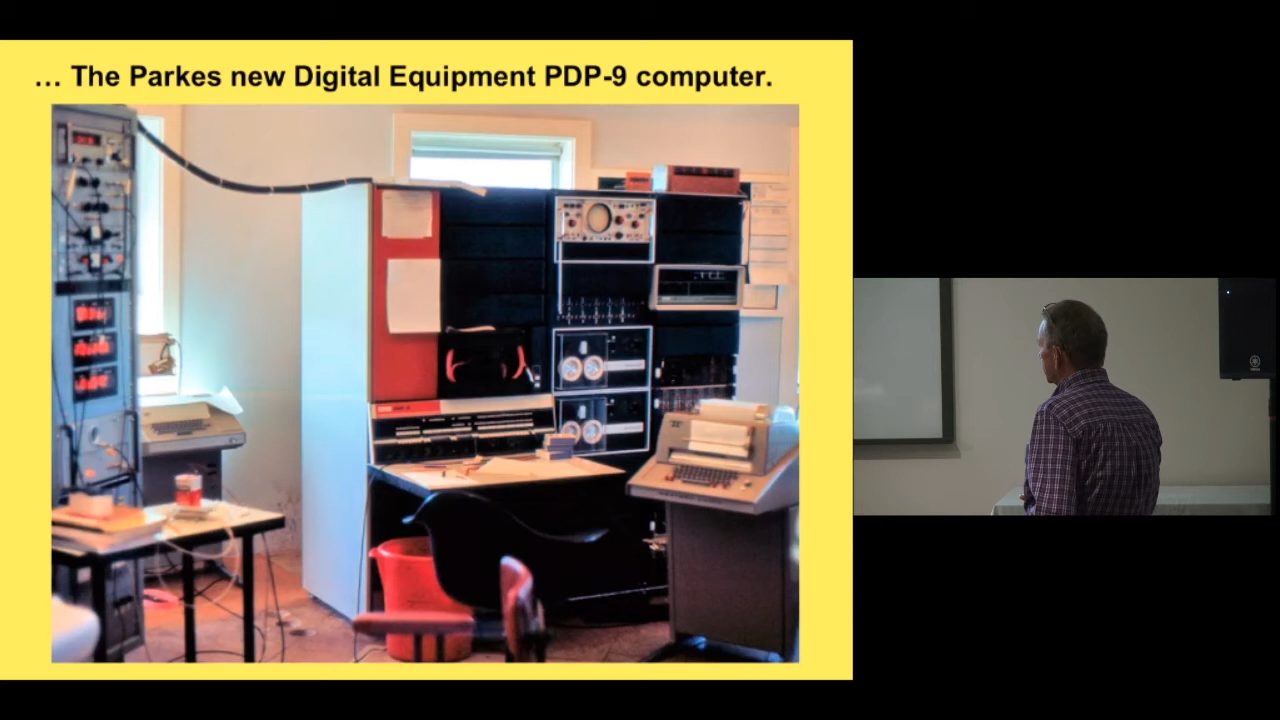 … The Parkes new Digital Equipment PDP-9 computer.